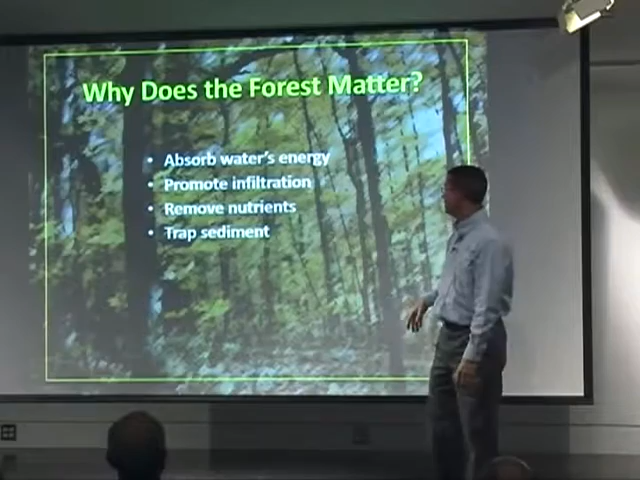 Why Does the Forest Matter?
• Absorb water's energy
• Promote infiltration
• Remove nutrients
• Trap sediment